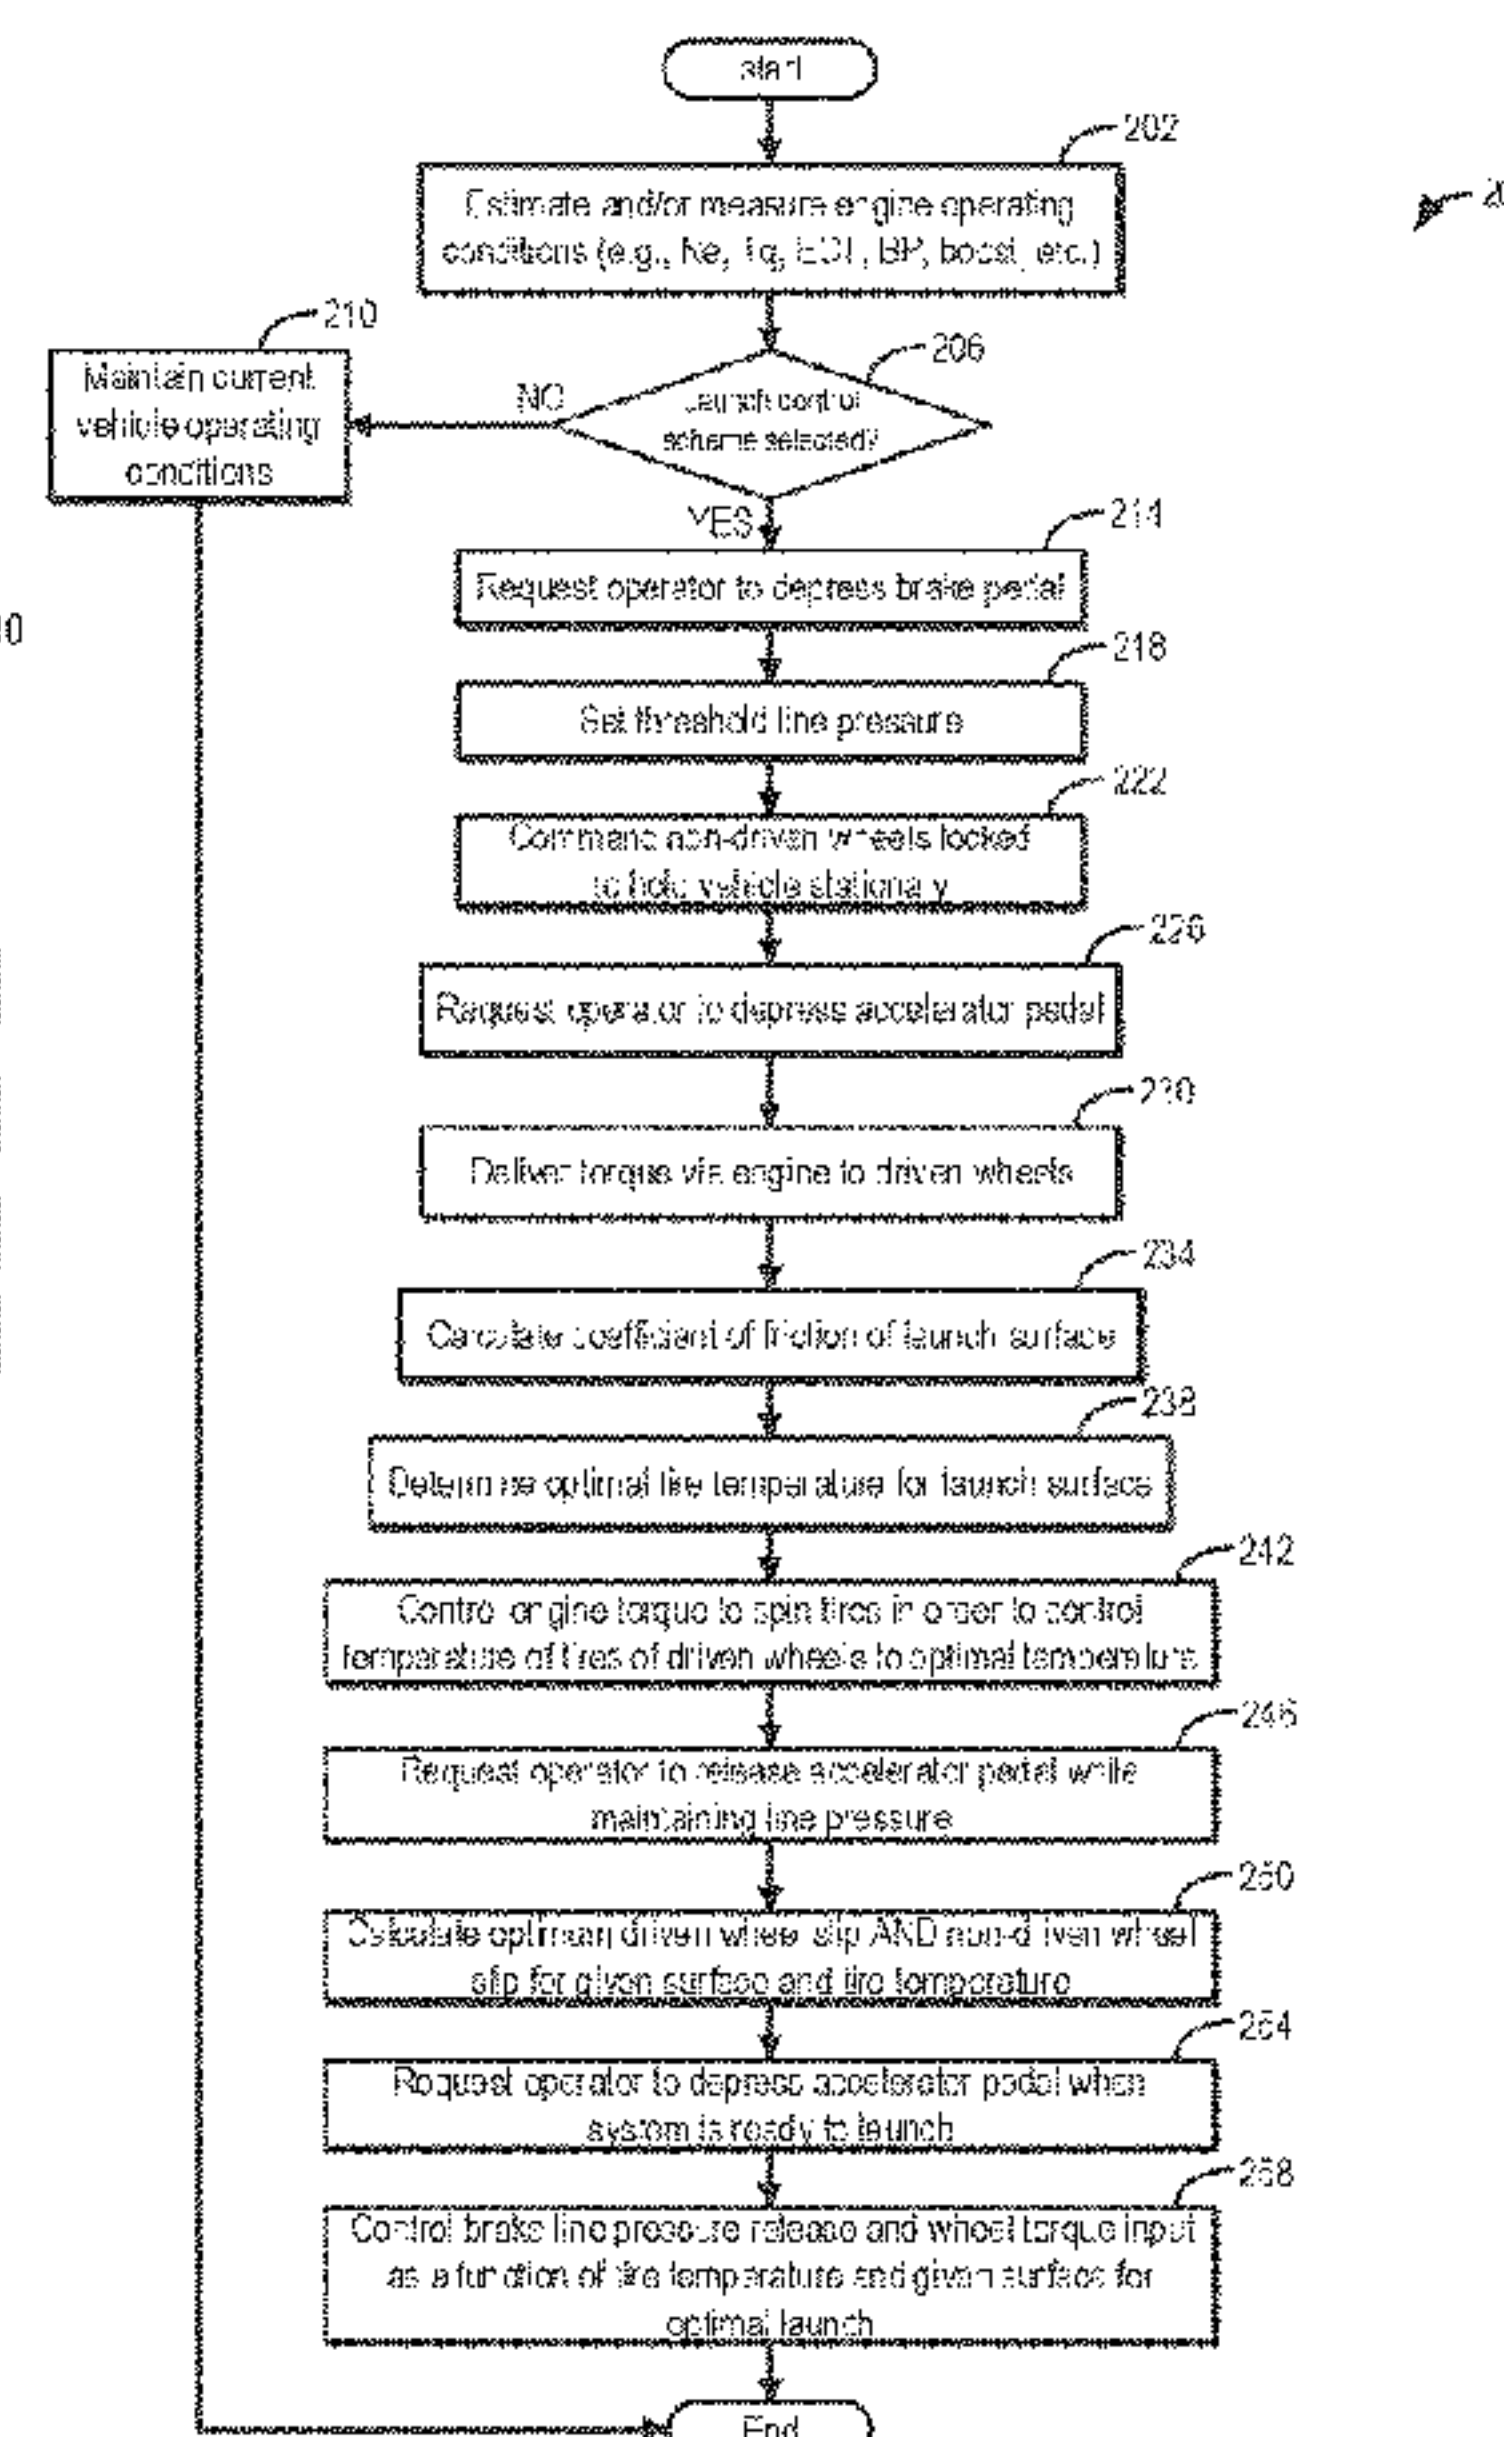 start
202
Estimate and/or measure engine operating
conditions (e.g., Ne, Tq, ECT, BP, boost, etc.)
20
210
Maintain current
vehicle operating
conditions
NO
206
Launch control
scheme selected?
YES
214
Request operator to depress brake pedal
218
Set threshold line pressure
222
Command non-driven wheels locked
to hold vehicle stationary
226
Request operator to depress accelerator pedal
230
Deliver torque via engine to driven wheels
234
Calculate coefficient of friction of launch surface
238
Determine optimal tire temperature for launch surface
242
Control engine torque to spin tires in order to control
temperature of tires of driven wheels to optimal temperature
246
Request operator to release accelerator pedal while
maintaining line pressure
250
Calculate optimum driven wheel slip AND non-driven wheel
slip for given surface and tire temperature
254
Request operator to depress accelerator pedal when
system is ready to launch
258
Control brake line pressure release and wheel torque input
as a function of tire temperature and given surface for
optimal launch
End